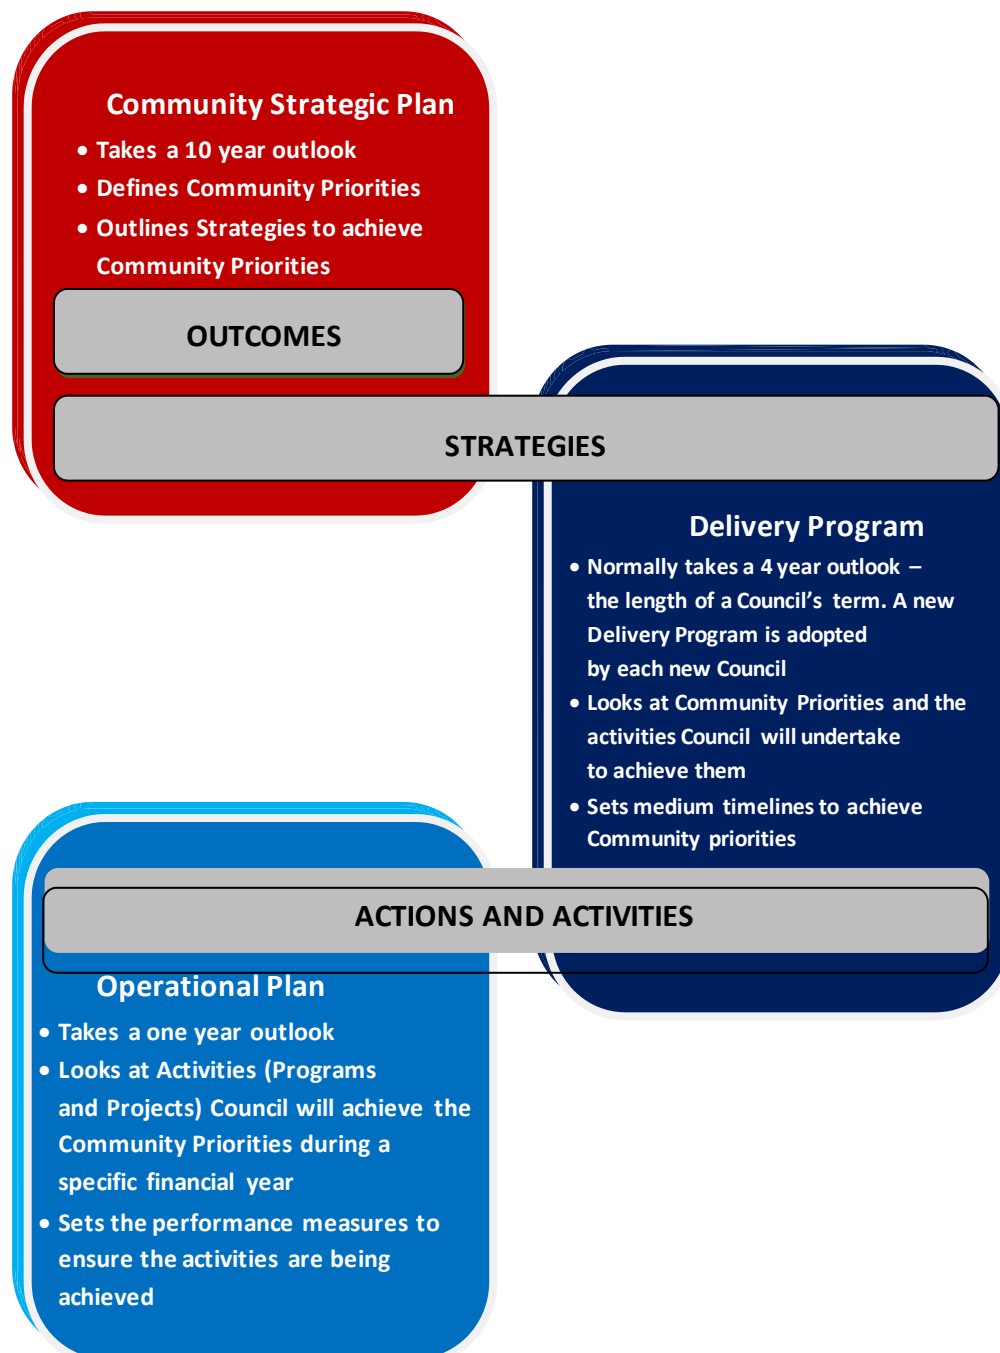 Community Strategic Plan
• Takes a 10 year outlook
• Defines Community Priorities
• Outlines Strategies to achieve
Community Priorities
OUTCOMES
STRATEGIES
Delivery Program
• Normally takes a 4 year outlook –
the length of a Council’s term. A new
Delivery Program is adopted
by each new Council
• Looks at Community Priorities and the
activities Council will undertake
to achieve them
• Sets medium timelines to achieve
Community priorities
ACTIONS AND ACTIVITIES
Operational Plan
• Takes a one year outlook
• Looks at Activities (Programs
and Projects) Council will achieve the
Community Priorities during a
specific financial year
• Sets the performance measures to
ensure the activities are being
achieved